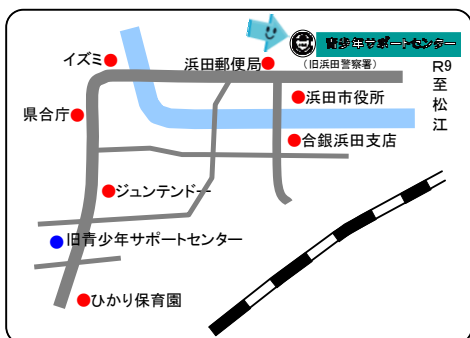 青少年サポートセンター
(旧浜田警察署)
イズミ
浜田郵便局
R9
至松江
県合庁
浜田市役所
合銀浜田支店
ジュンテンドー
旧青少年サポートセンター
ひかり保育園